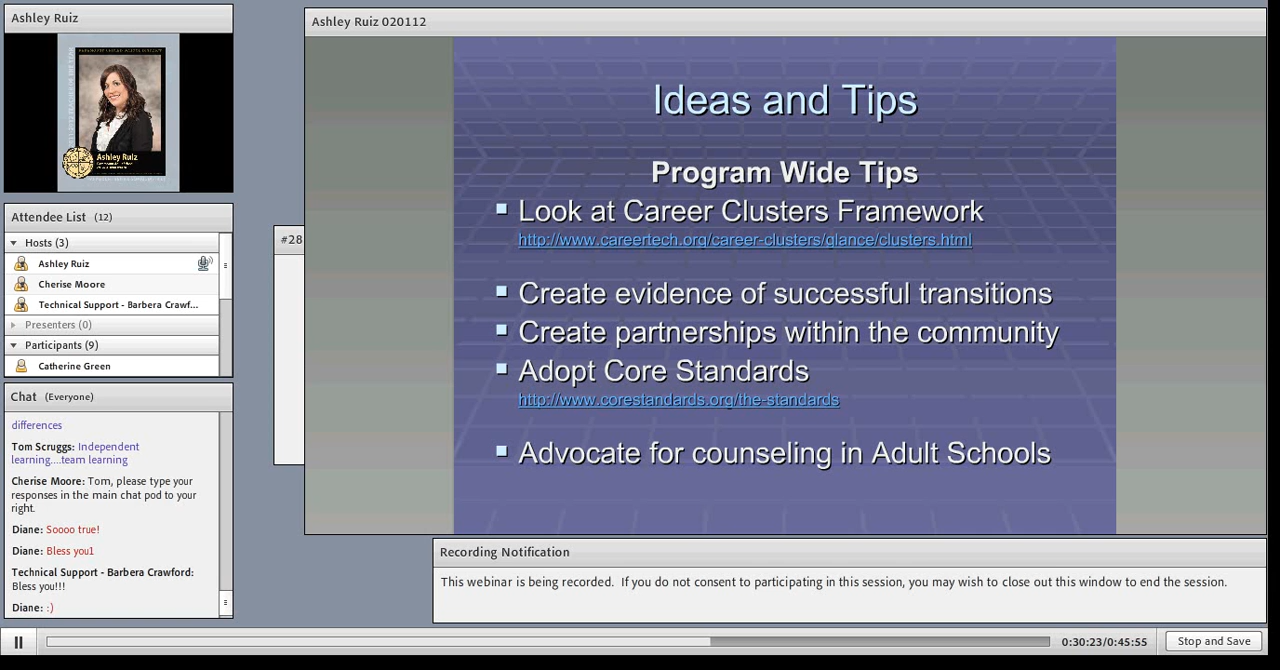 Ashley Ruiz
Ashley Ruiz
Attendee List (12)
Hosts (3)
Ashley Ruiz
Cherise Moore
Technical Support - Barbera Crawf...
Presenters (0)
Participants (9)
Catherine Green
Chat (Everyone)
differences
Tom Scruggs: Independent
learning....team learning
Cherise Moore: Tom, please type your
responses in the main chat pod to your
right.
Diane: Soooo true!
Diane: Bless you1
Technical Support - Barbera Crawford:
Bless you!!!
Diane: :)
#28
Ashley Ruiz 020112
Ideas and Tips
Program Wide Tips
Look at Career Clusters Framework
http://www.careertech.org/career-clusters/glance/clusters.html
Create evidence of successful transitions
Create partnerships within the community
Adopt Core Standards
http://www.corestandards.org/the-standards
Advocate for counseling in Adult Schools
Recording Notification
This webinar is being recorded.  If you do not consent to participating in this session, you may wish to close out this window to end the session.
0:30:23/0:45:55
Stop and Save